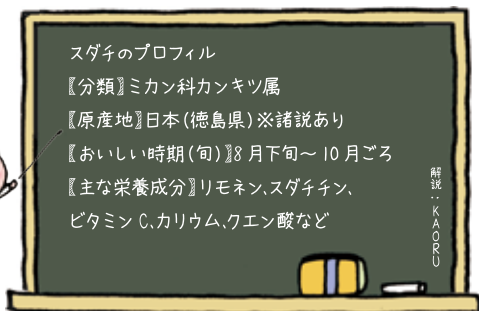 スダチのプロフィル
〖分類〗ミカン科カンキツ属
〖原産地〗日本(徳島県)※諸説あり
〖おいしい時期(旬)〗8月下旬〜10月ごろ
〖主な栄養成分〗リモネン、スダチチン、
ビタミンC、カリウム、クエン酸など
解説:KAORU